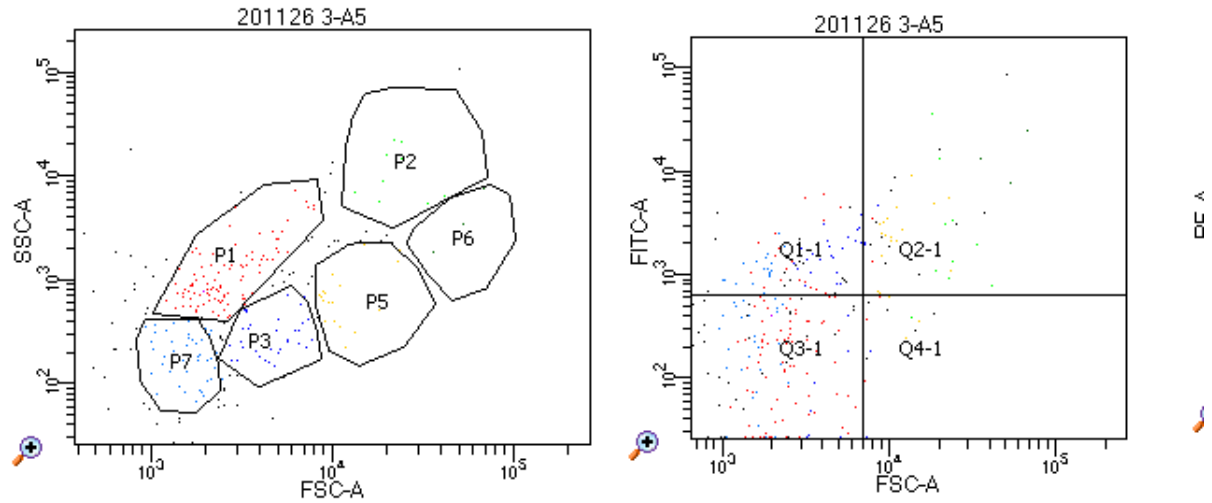 201126 3-A5
SSC-A
10^5
10^4
10^3
10^2
P1
P2
P3
P5
P6
P7
10^3
10^4
10^5
FSC-A
201126 3-A5
FITC-A
10^5
10^4
10^3
10^2
Q1-1
Q2-1
Q3-1
Q4-1
10^3
10^4
10^5
FSC-A